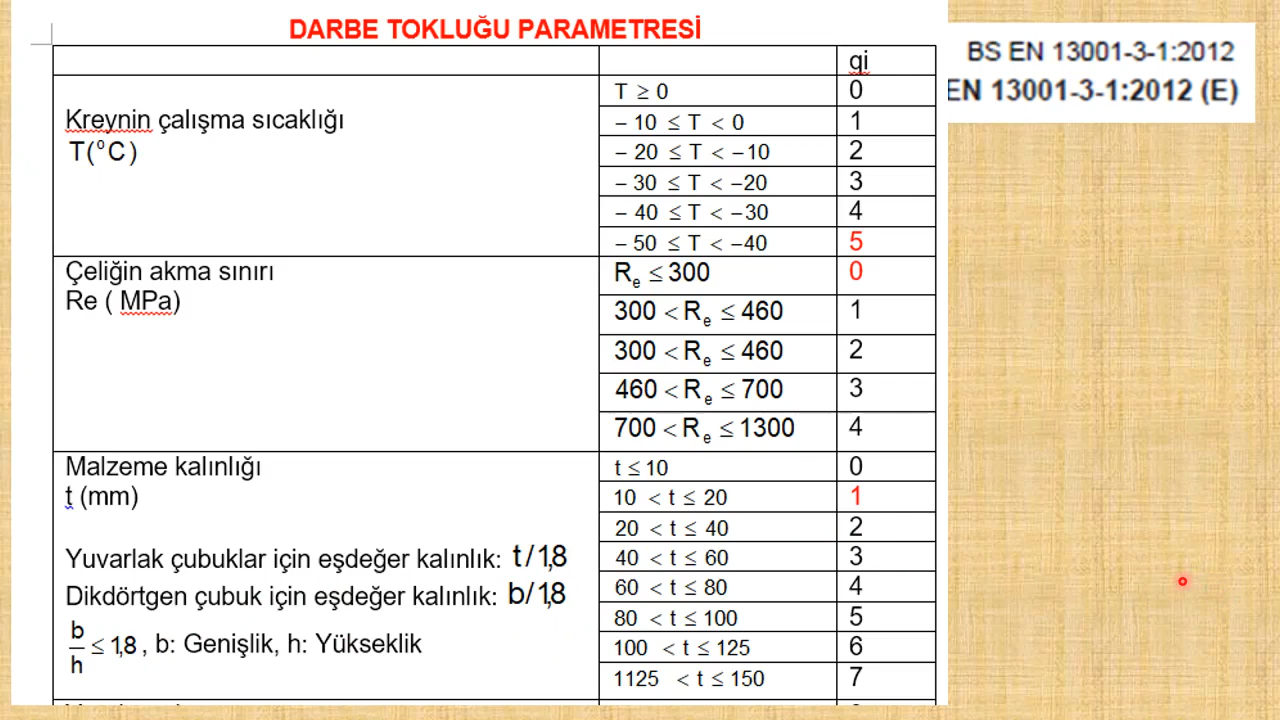 DARBE TOKLUĞU PARAMETRESİ
BS EN 13001-3-1:2012
EN 13001-3-1:2012 (E)
qi
Kreynin çalışma sıcaklığı
T(°C)
T ≥ 0 0
– 10 ≤ T < 0 1
– 20 ≤ T < –10 2
– 30 ≤ T < –20 3
– 40 ≤ T < –30 4
– 50 ≤ T < –40 5
Çeliğin akma sınırı
Re ( MPa)
Re ≤ 300 0
300 < Re ≤ 460 1
300 < Re ≤ 460 2
460 < Re ≤ 700 3
700 < Re ≤ 1300 4
Malzeme kalınlığı
t (mm)
Yuvarlak çubuklar için eşdeğer kalınlık: t/1,8
Dikdörtgen çubuk için eşdeğer kalınlık: b/1,8
b/h ≤ 1,8 , b: Genişlik, h: Yükseklik
t ≤ 10 0
10 < t ≤ 20 1
20 < t ≤ 40 2
40 < t ≤ 60 3
60 < t ≤ 80 4
80 < t ≤ 100 5
100 < t ≤ 125 6
1125 < t ≤ 150 7